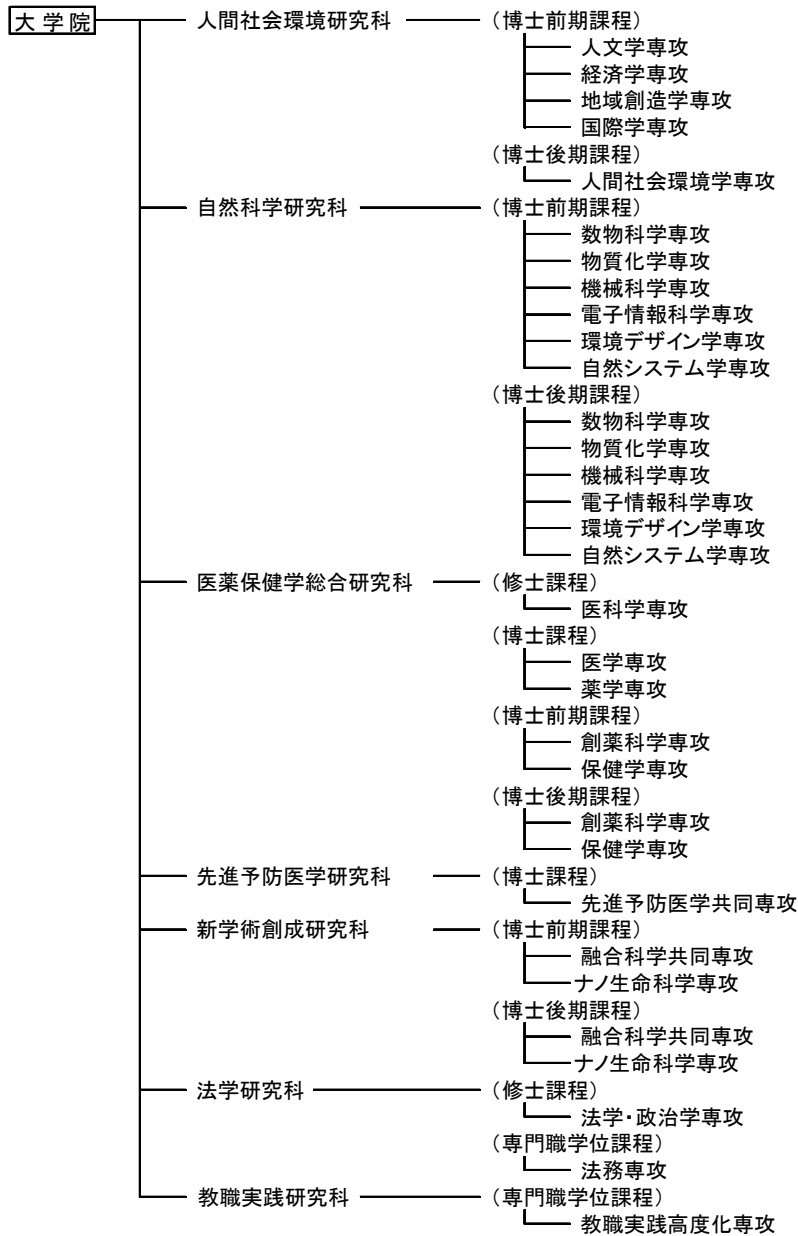 大学院 人間社会環境研究科 (博士前期課程)
人文学専攻
経済学専攻
地域創造学専攻
国際学専攻
(博士後期課程)
人間社会環境学専攻
自然科学研究科 (博士前期課程)
数物科学専攻
物質化学専攻
機械科学専攻
電子情報科学専攻
環境デザイン学専攻
自然システム学専攻
(博士後期課程)
数物科学専攻
物質化学専攻
機械科学専攻
電子情報科学専攻
環境デザイン学専攻
自然システム学専攻
医薬保健学総合研究科 (修士課程)
医科学専攻
(博士課程)
医学専攻
薬学専攻
(博士前期課程)
創薬科学専攻
保健学専攻
(博士後期課程)
創薬科学専攻
保健学専攻
先進予防医学研究科 (博士課程)
先進予防医学共同専攻
新学術創成研究科 (博士前期課程)
融合科学共同専攻
ナノ生命科学専攻
(博士後期課程)
融合科学共同専攻
ナノ生命科学専攻
法学研究科 (修士課程)
法学・政治学専攻
(専門職学位課程)
法務専攻
教職実践研究科 (専門職学位課程)
教職実践高度化専攻